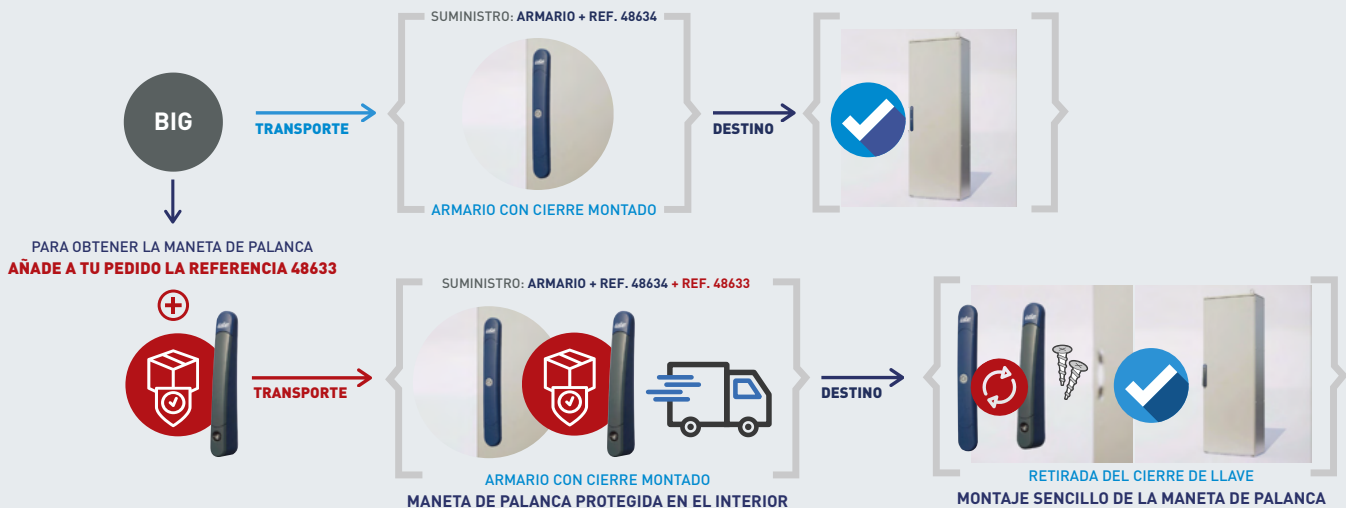 SUMINISTRO: ARMARIO + REF. 48634
BIG
TRANSPORTE
DESTINO
ARMARIO CON CIERRE MONTADO
PARA OBTENER LA MANETA DE PALANCA
AÑADE A TU PEDIDO LA REFERENCIA 48633
SUMINISTRO: ARMARIO + REF. 48634 + REF. 48633
TRANSPORTE
DESTINO
ARMARIO CON CIERRE MONTADO
MANETA DE PALANCA PROTEGIDA EN EL INTERIOR
RETIRADA DEL CIERRE DE LLAVE
MONTAJE SENCILLO DE LA MANETA DE PALANCA